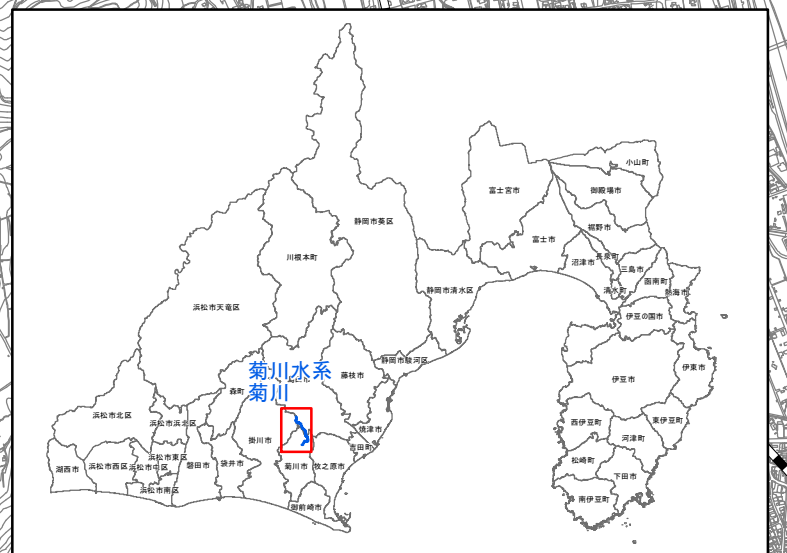 小山町
富士宮市
御殿場市
静岡市葵区
裾野市
富士市
川根本町
長泉町
沼津市
三島市
函南町
静岡市清水区
清水町
熱海市
浜松市天竜区
伊豆の国市
静岡市駿河区
菊川水系
菊川
藤枝市
伊東市
伊豆市
森町
浜松市北区
浜松市浜北区
西伊豆町
東伊豆町
焼津市
掛川市
河津町
吉田町
浜松市東区
湖西市
浜松市西区
浜松市中区
磐田市
袋井市
菊川市
牧之原市
松崎町
下田市
浜松市南区
御前崎市
南伊豆町